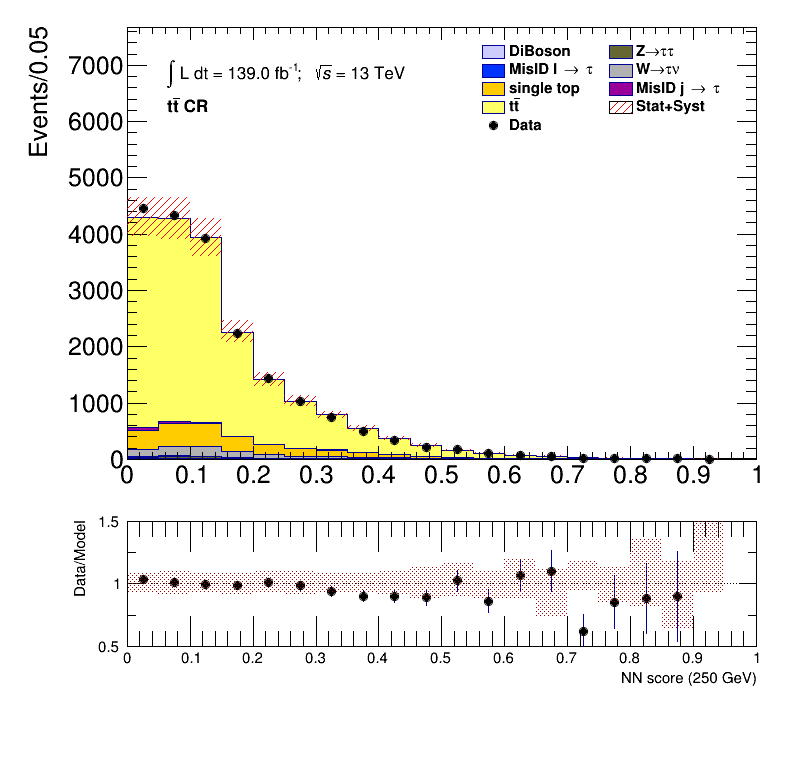 Events/0.05
7000
6000
5000
4000
3000
2000
1000
0
∫ L dt = 139.0 fb⁻¹; √s = 13 TeV
tt̄ CR
DiBoson
MisID l → τ
single top
tt̄
Data
Z→ττ
W→τν
MisID j → τ
Stat+Syst
0 0.1 0.2 0.3 0.4 0.5 0.6 0.7 0.8 0.9 1
Data/Model
1.5
1
0.5
0 0.1 0.2 0.3 0.4 0.5 0.6 0.7 0.8 0.9 1
NN score (250 GeV)